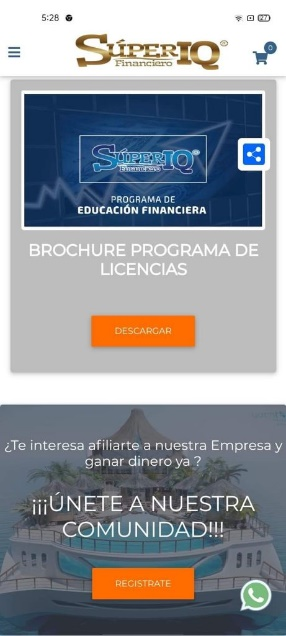 5:28
27
SÚPERIQ®
Financiero
0
SÚPERIQ®
PROGRAMA DE
EDUCACIÓN FINANCIERA
BROCHURE PROGRAMA DE
LICENCIAS
DESCARGAR
¿Te interesa afiliarte a nuestra Empresa y
ganar dinero ya ?
¡¡¡ÚNETE A NUESTRA
COMUNIDAD!!!
REGISTRATE